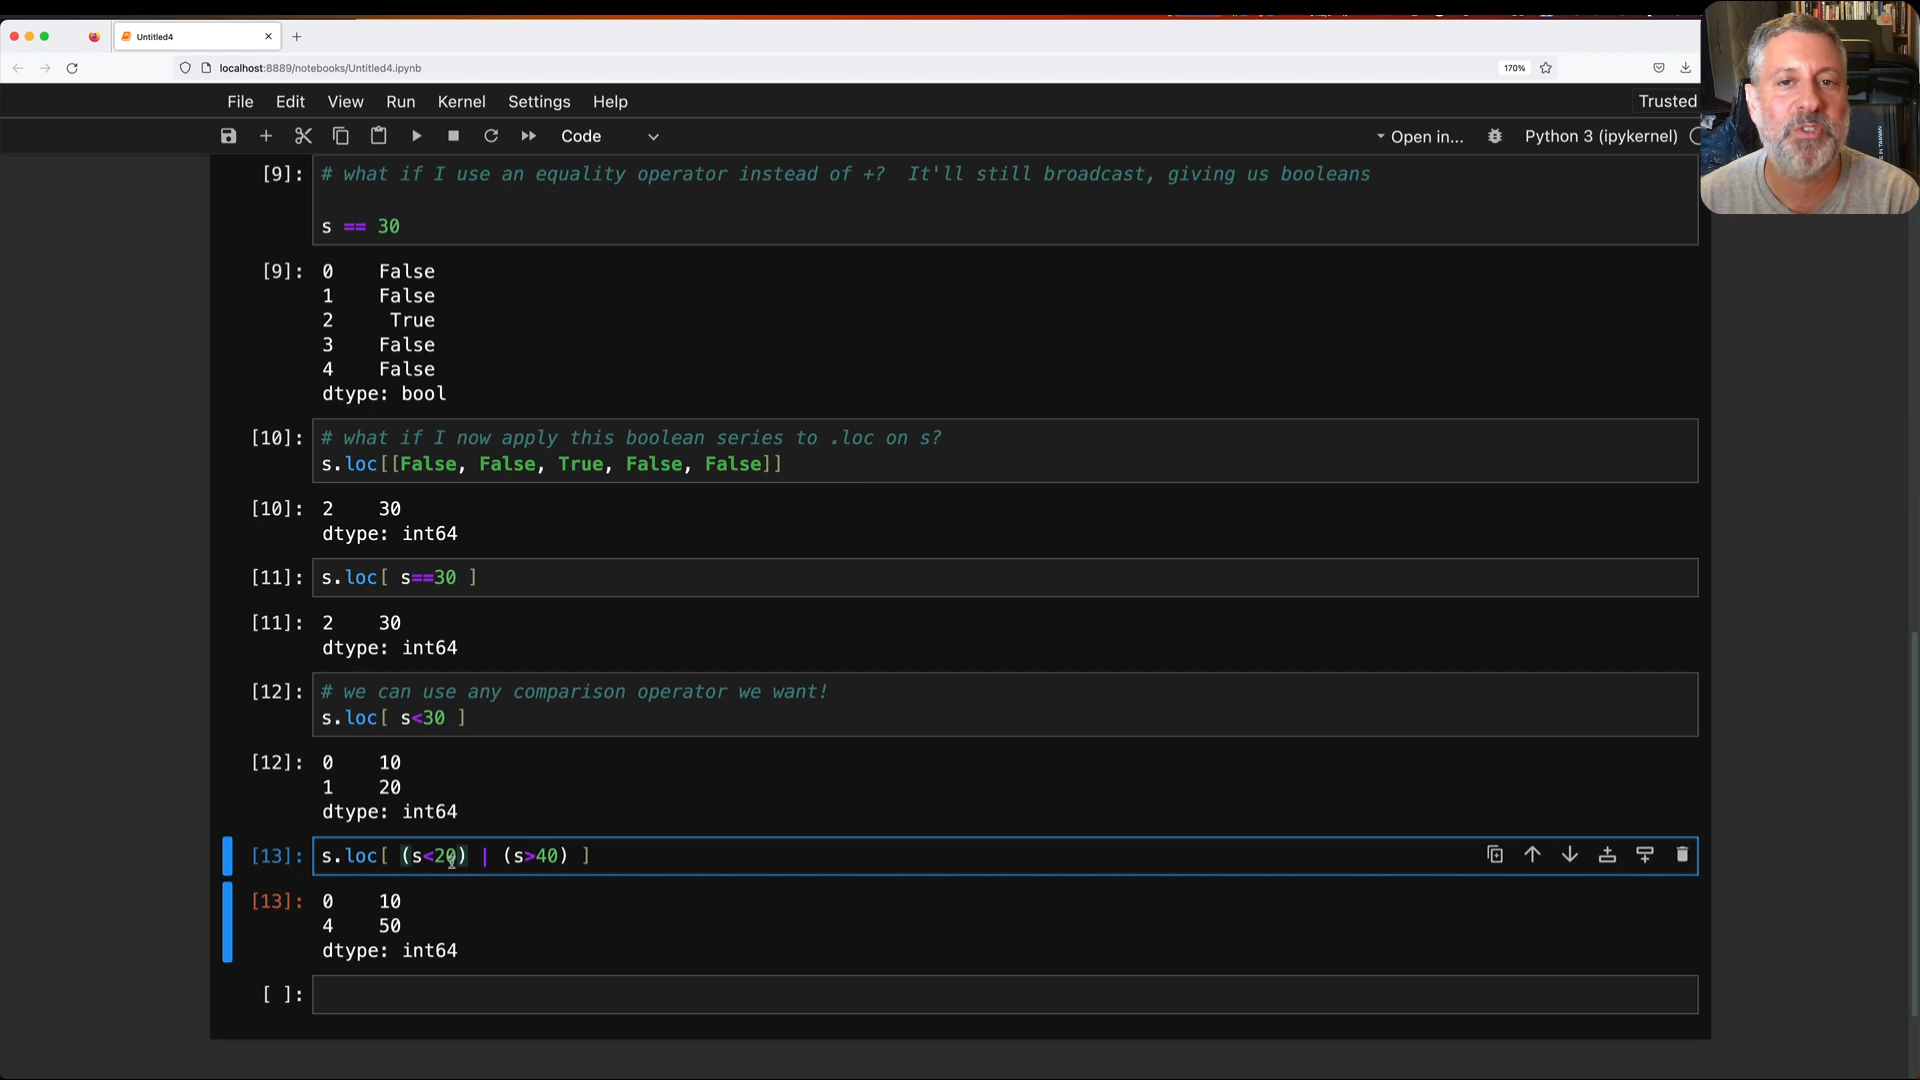 Untitled4
localhost:8889/notebooks/Untitled4.ipynb
170%
File Edit View Run Kernel Settings Help
Trusted
Code
Open in...
Python 3 (ipykernel)
[9]: # what if I use an equality operator instead of +?  It'll still broadcast, giving us booleans
s == 30
[9]: 0 False
1 False
2 True
3 False
4 False
dtype: bool
[10]: # what if I now apply this boolean series to .loc on s?
s.loc[[False, False, True, False, False]]
[10]: 2 30
dtype: int64
[11]: s.loc[ s==30 ]
[11]: 2 30
dtype: int64
[12]: # we can use any comparison operator we want!
s.loc[ s<30 ]
[12]: 0 10
1 20
dtype: int64
[13]: s.loc[ (s<20) | (s>40) ]
[13]: 0 10
4 50
dtype: int64
[ ]: